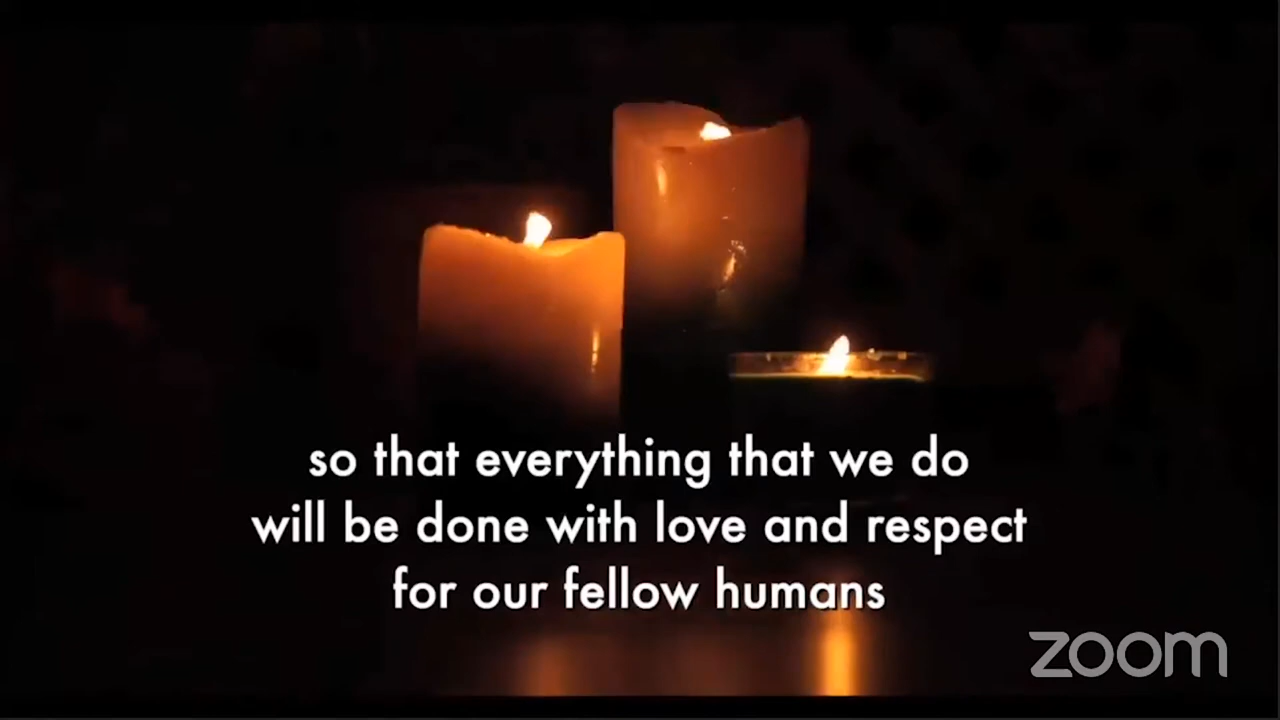 so that everything that we do
will be done with love and respect
for our fellow humans
zoom